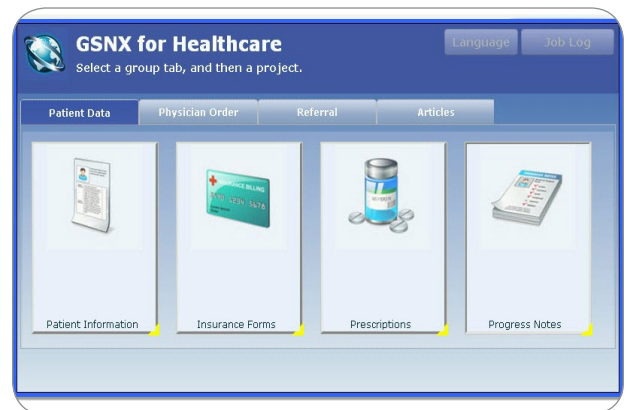 GSNX for Healthcare
Select a group tab, and then a project.
Language
Job Log
Patient Data
Physician Order
Referral
Articles
Patient Information
Insurance Forms
Prescriptions
Progress Notes